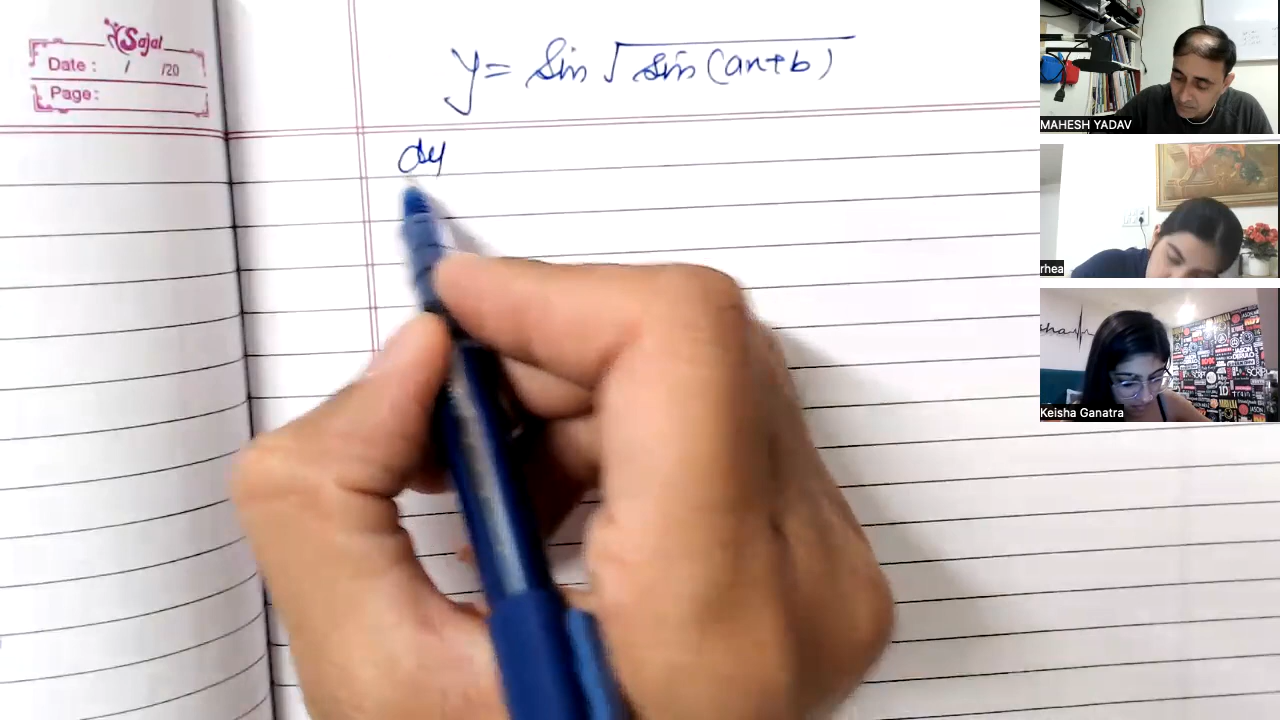 Sajal
Date : / /20
Page:
y = sin √sin (ax+b)
dy
MAHESH YADAV
rhea
Keisha Ganatra